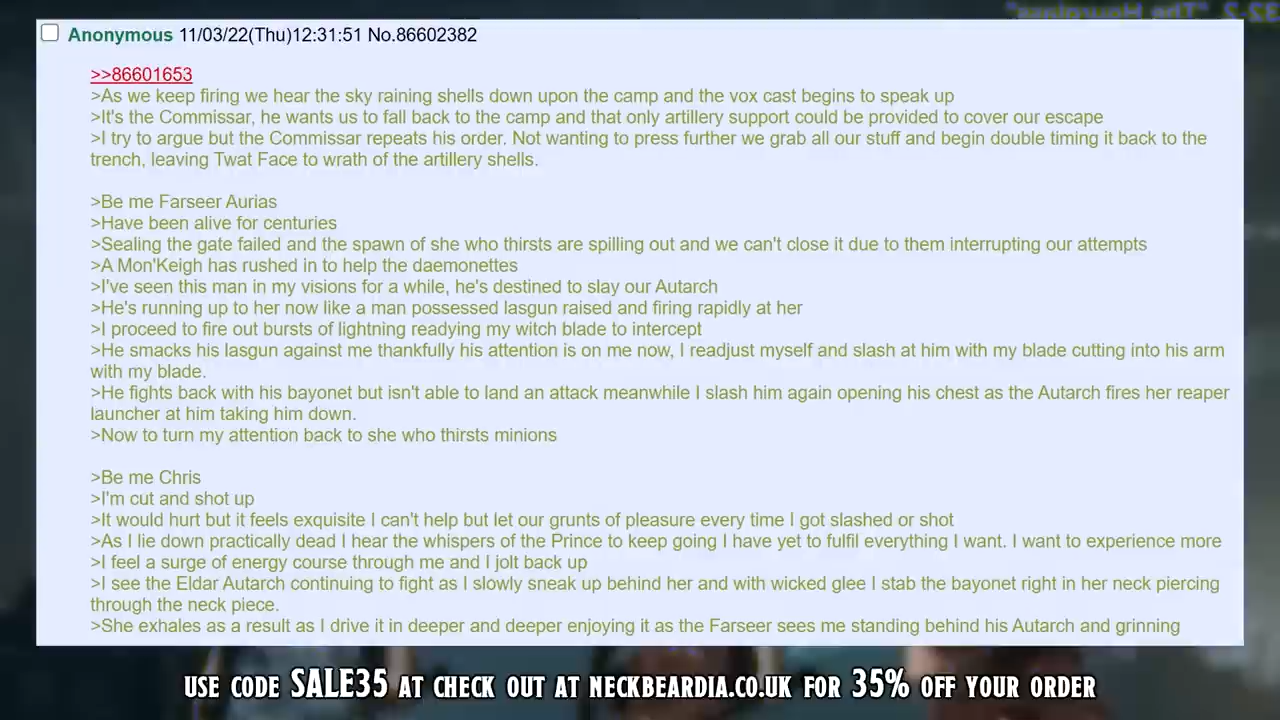 Anonymous 11/03/22(Thu)12:31:51 No.86602382
>>86601653
>As we keep firing we hear the sky raining shells down upon the camp and the vox cast begins to speak up
>It's the Commissar, he wants us to fall back to the camp and that only artillery support could be provided to cover our escape
>I try to argue but the Commissar repeats his order. Not wanting to press further we grab all our stuff and begin double timing it back to the
trench, leaving Twat Face to wrath of the artillery shells.
>Be me Farseer Aurias
>Have been alive for centuries
>Sealing the gate failed and the spawn of she who thirsts are spilling out and we can't close it due to them interrupting our attempts
>A Mon'Keigh has rushed in to help the daemonettes
>I've seen this man in my visions for a while, he's destined to slay our Autarch
>He's running up to her now like a man possessed lasgun raised and firing rapidly at her
>I proceed to fire out bursts of lightning readying my witch blade to intercept
>He smacks his lasgun against me thankfully his attention is on me now, I readjust myself and slash at him with my blade cutting into his arm
with my blade.
>He fights back with his bayonet but isn't able to land an attack meanwhile I slash him again opening his chest as the Autarch fires her reaper
launcher at him taking him down.
>Now to turn my attention back to she who thirsts minions
>Be me Chris
>I'm cut and shot up
>It would hurt but it feels exquisite I can't help but let our grunts of pleasure every time I got slashed or shot
>As I lie down practically dead I hear the whispers of the Prince to keep going I have yet to fulfil everything I want. I want to experience more
>I feel a surge of energy course through me and I jolt back up
>I see the Eldar Autarch continuing to fight as I slowly sneak up behind her and with wicked glee I stab the bayonet right in her neck piercing
through the neck piece.
>She exhales as a result as I drive it in deeper and deeper enjoying it as the Farseer sees me standing behind his Autarch and grinning
USE CODE SALE35 AT CHECK OUT AT NECKBEARDIA.CO.UK FOR 35% OFF YOUR ORDER